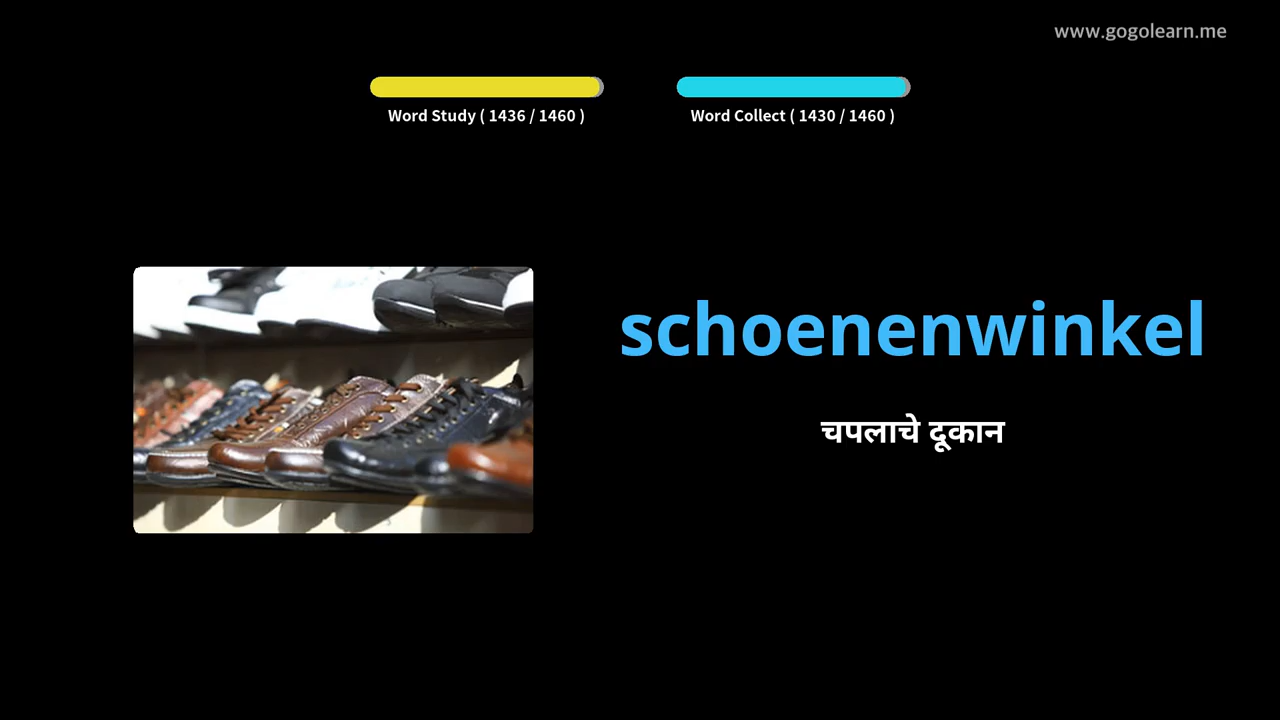 www.gogolearn.me
Word Study ( 1436 / 1460 )
Word Collect ( 1430 / 1460 )
schoenenwinkel
चपलाचे दूकान